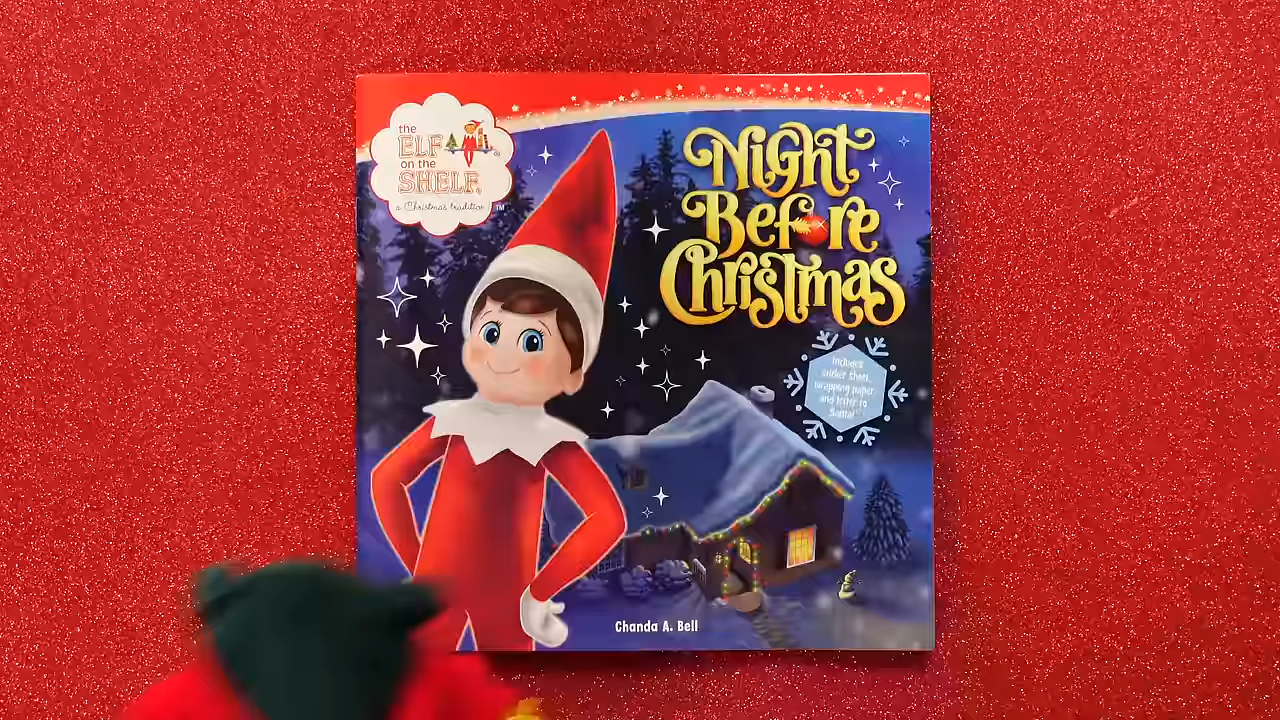 the
ELF
on the
SHELF®
a Christmas tradition™
Night
Before
Christmas
Includes
sticker sheet,
wrapping paper,
and letter to
Santa!
Chanda A. Bell